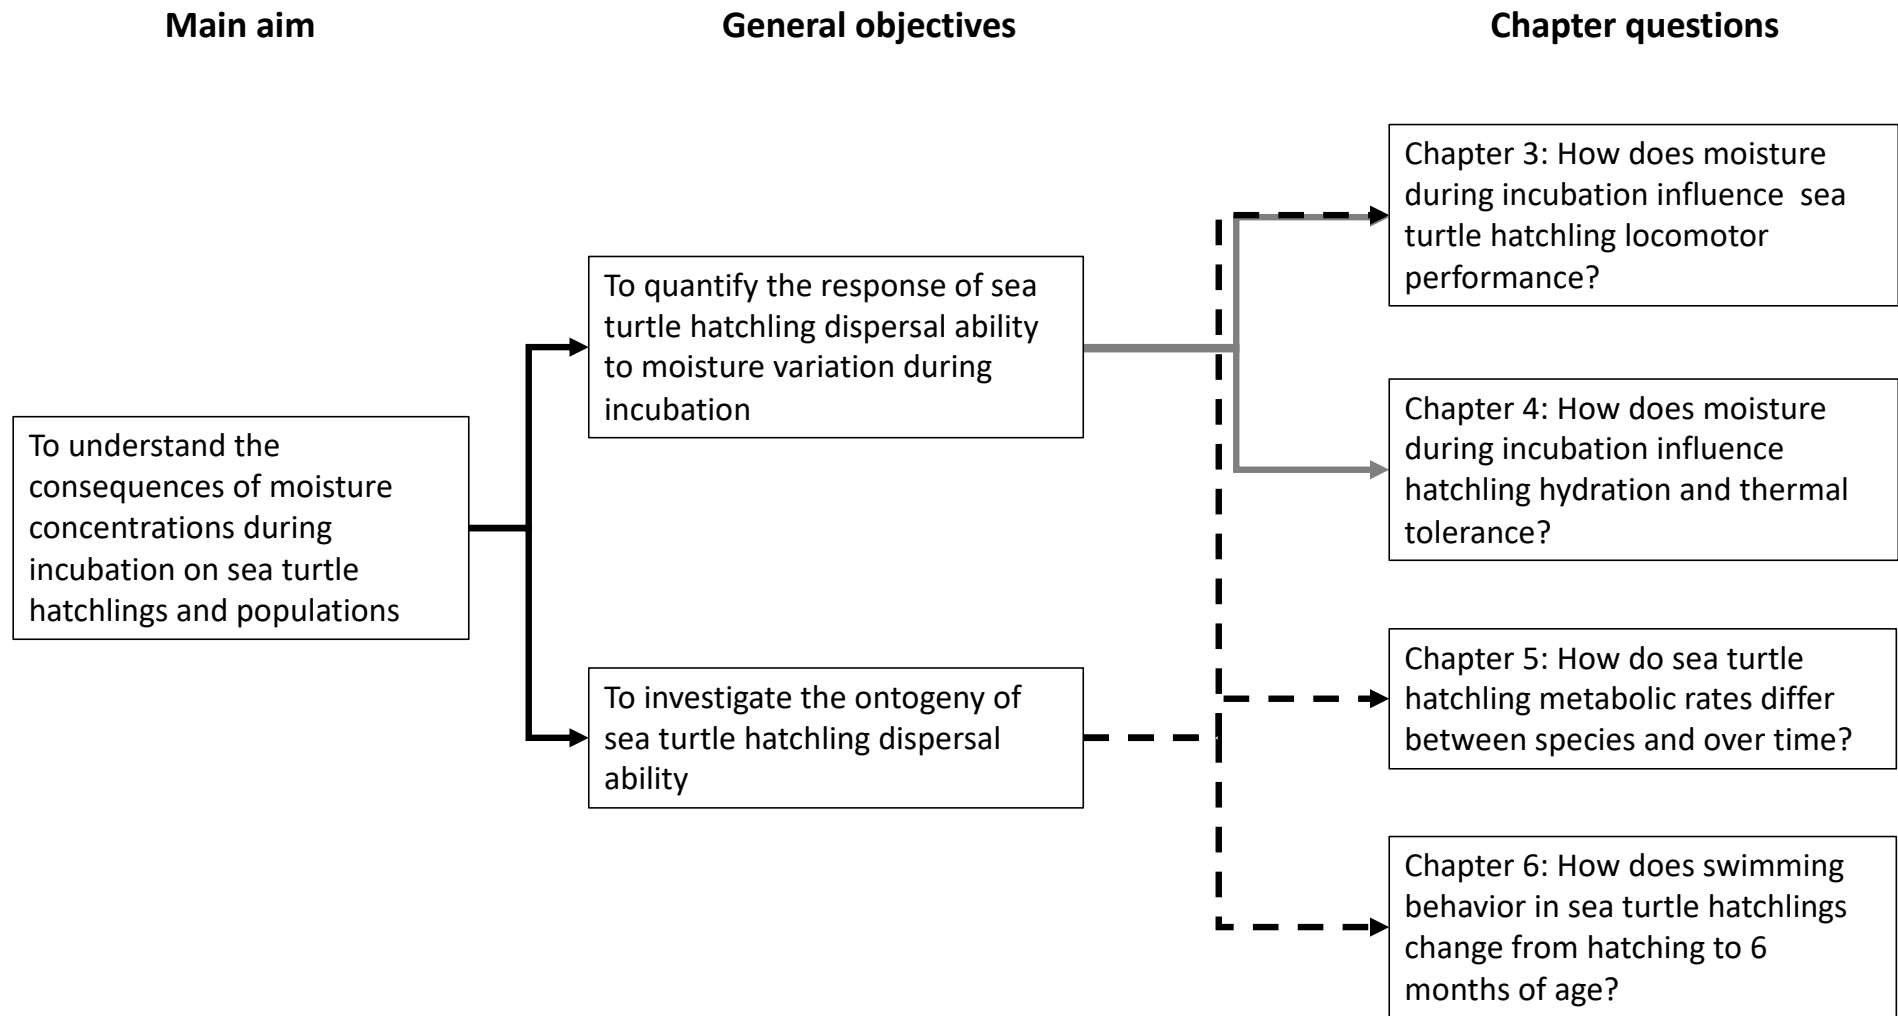 Main aim
General objectives
Chapter questions
To understand the
consequences of moisture
concentrations during
incubation on sea turtle
hatchlings and populations
To quantify the response of sea
turtle hatchling dispersal ability
to moisture variation during
incubation
To investigate the ontogeny of
sea turtle hatchling dispersal
ability
Chapter 3: How does moisture
during incubation influence  sea
turtle hatchling locomotor
performance?
Chapter 4: How does moisture
during incubation influence
hatchling hydration and thermal
tolerance?
Chapter 5: How do sea turtle
hatchling metabolic rates differ
between species and over time?
Chapter 6: How does swimming
behavior in sea turtle hatchlings
change from hatching to 6
months of age?